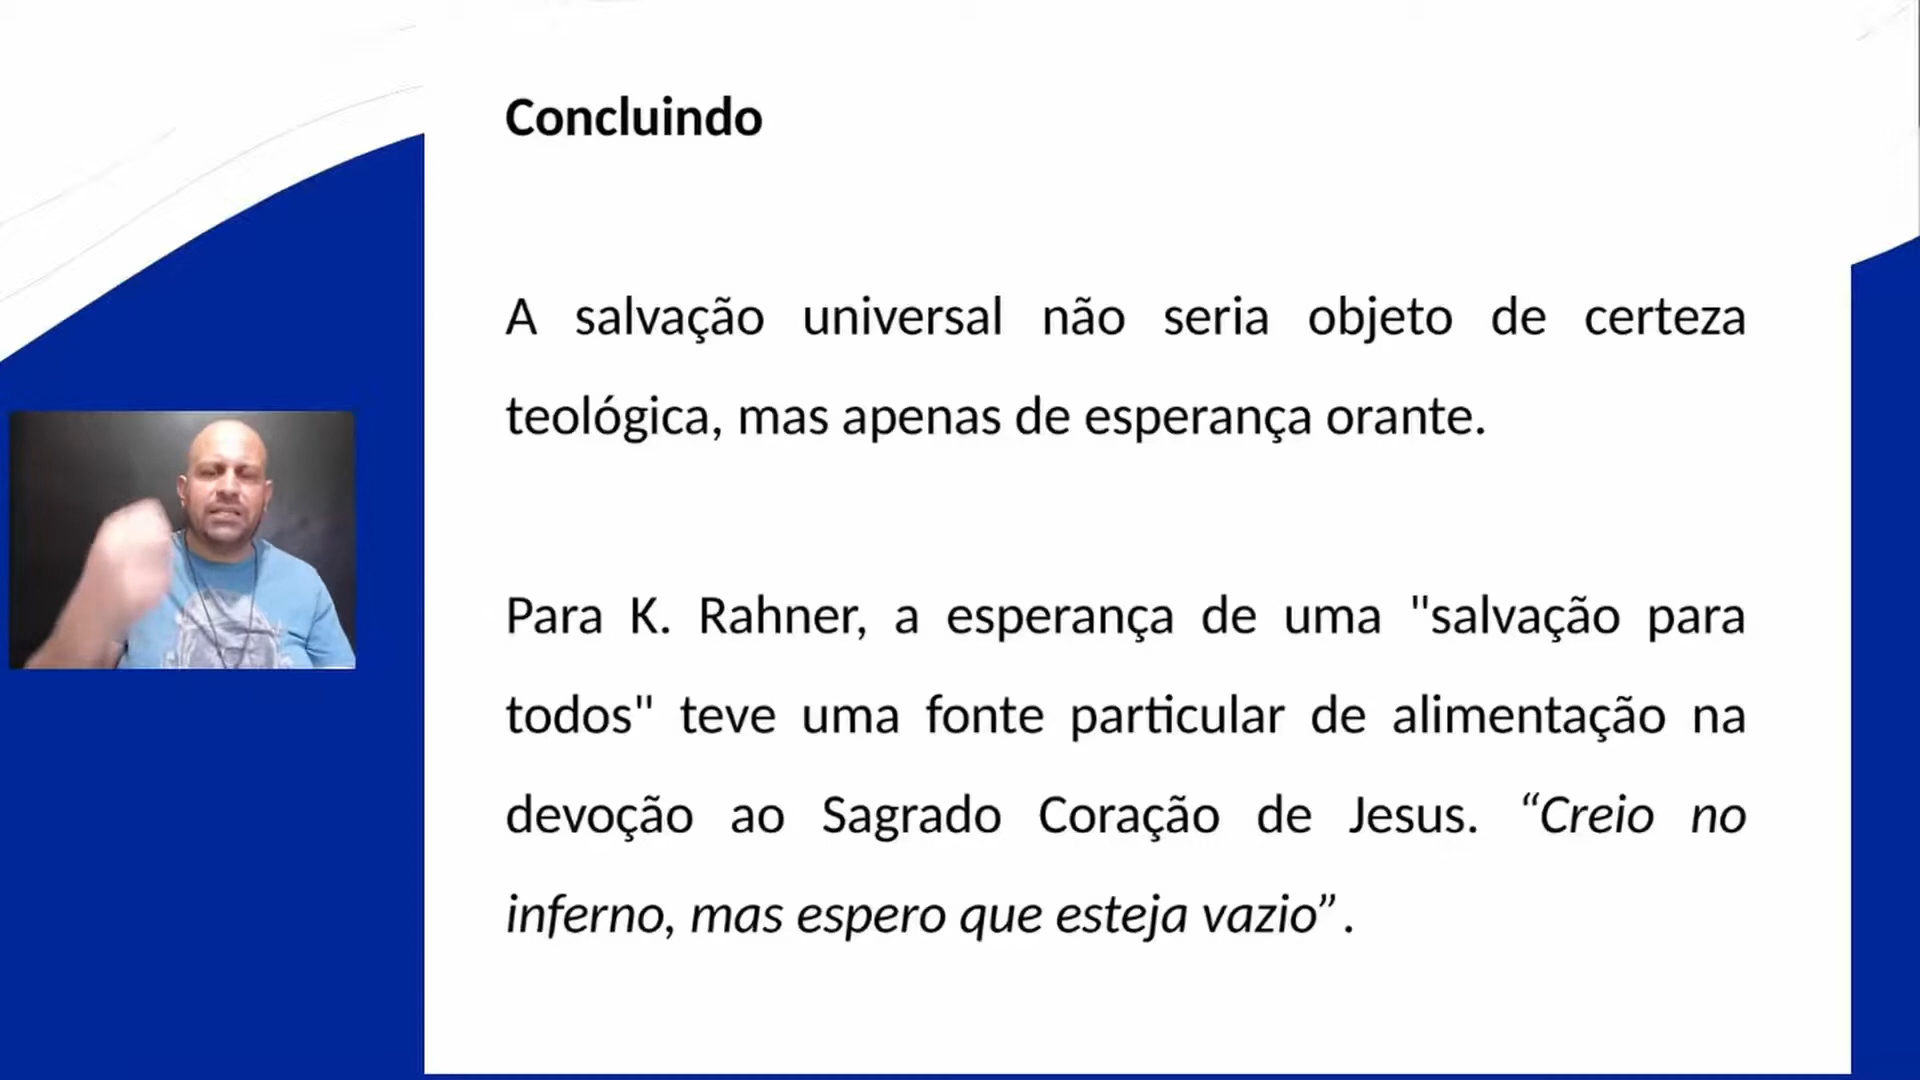 Concluindo
A salvação universal não seria objeto de certeza
teológica, mas apenas de esperança orante.
Para K. Rahner, a esperança de uma "salvação para
todos" teve uma fonte particular de alimentação na
devoção ao Sagrado Coração de Jesus. “Creio no
inferno, mas espero que esteja vazio”.